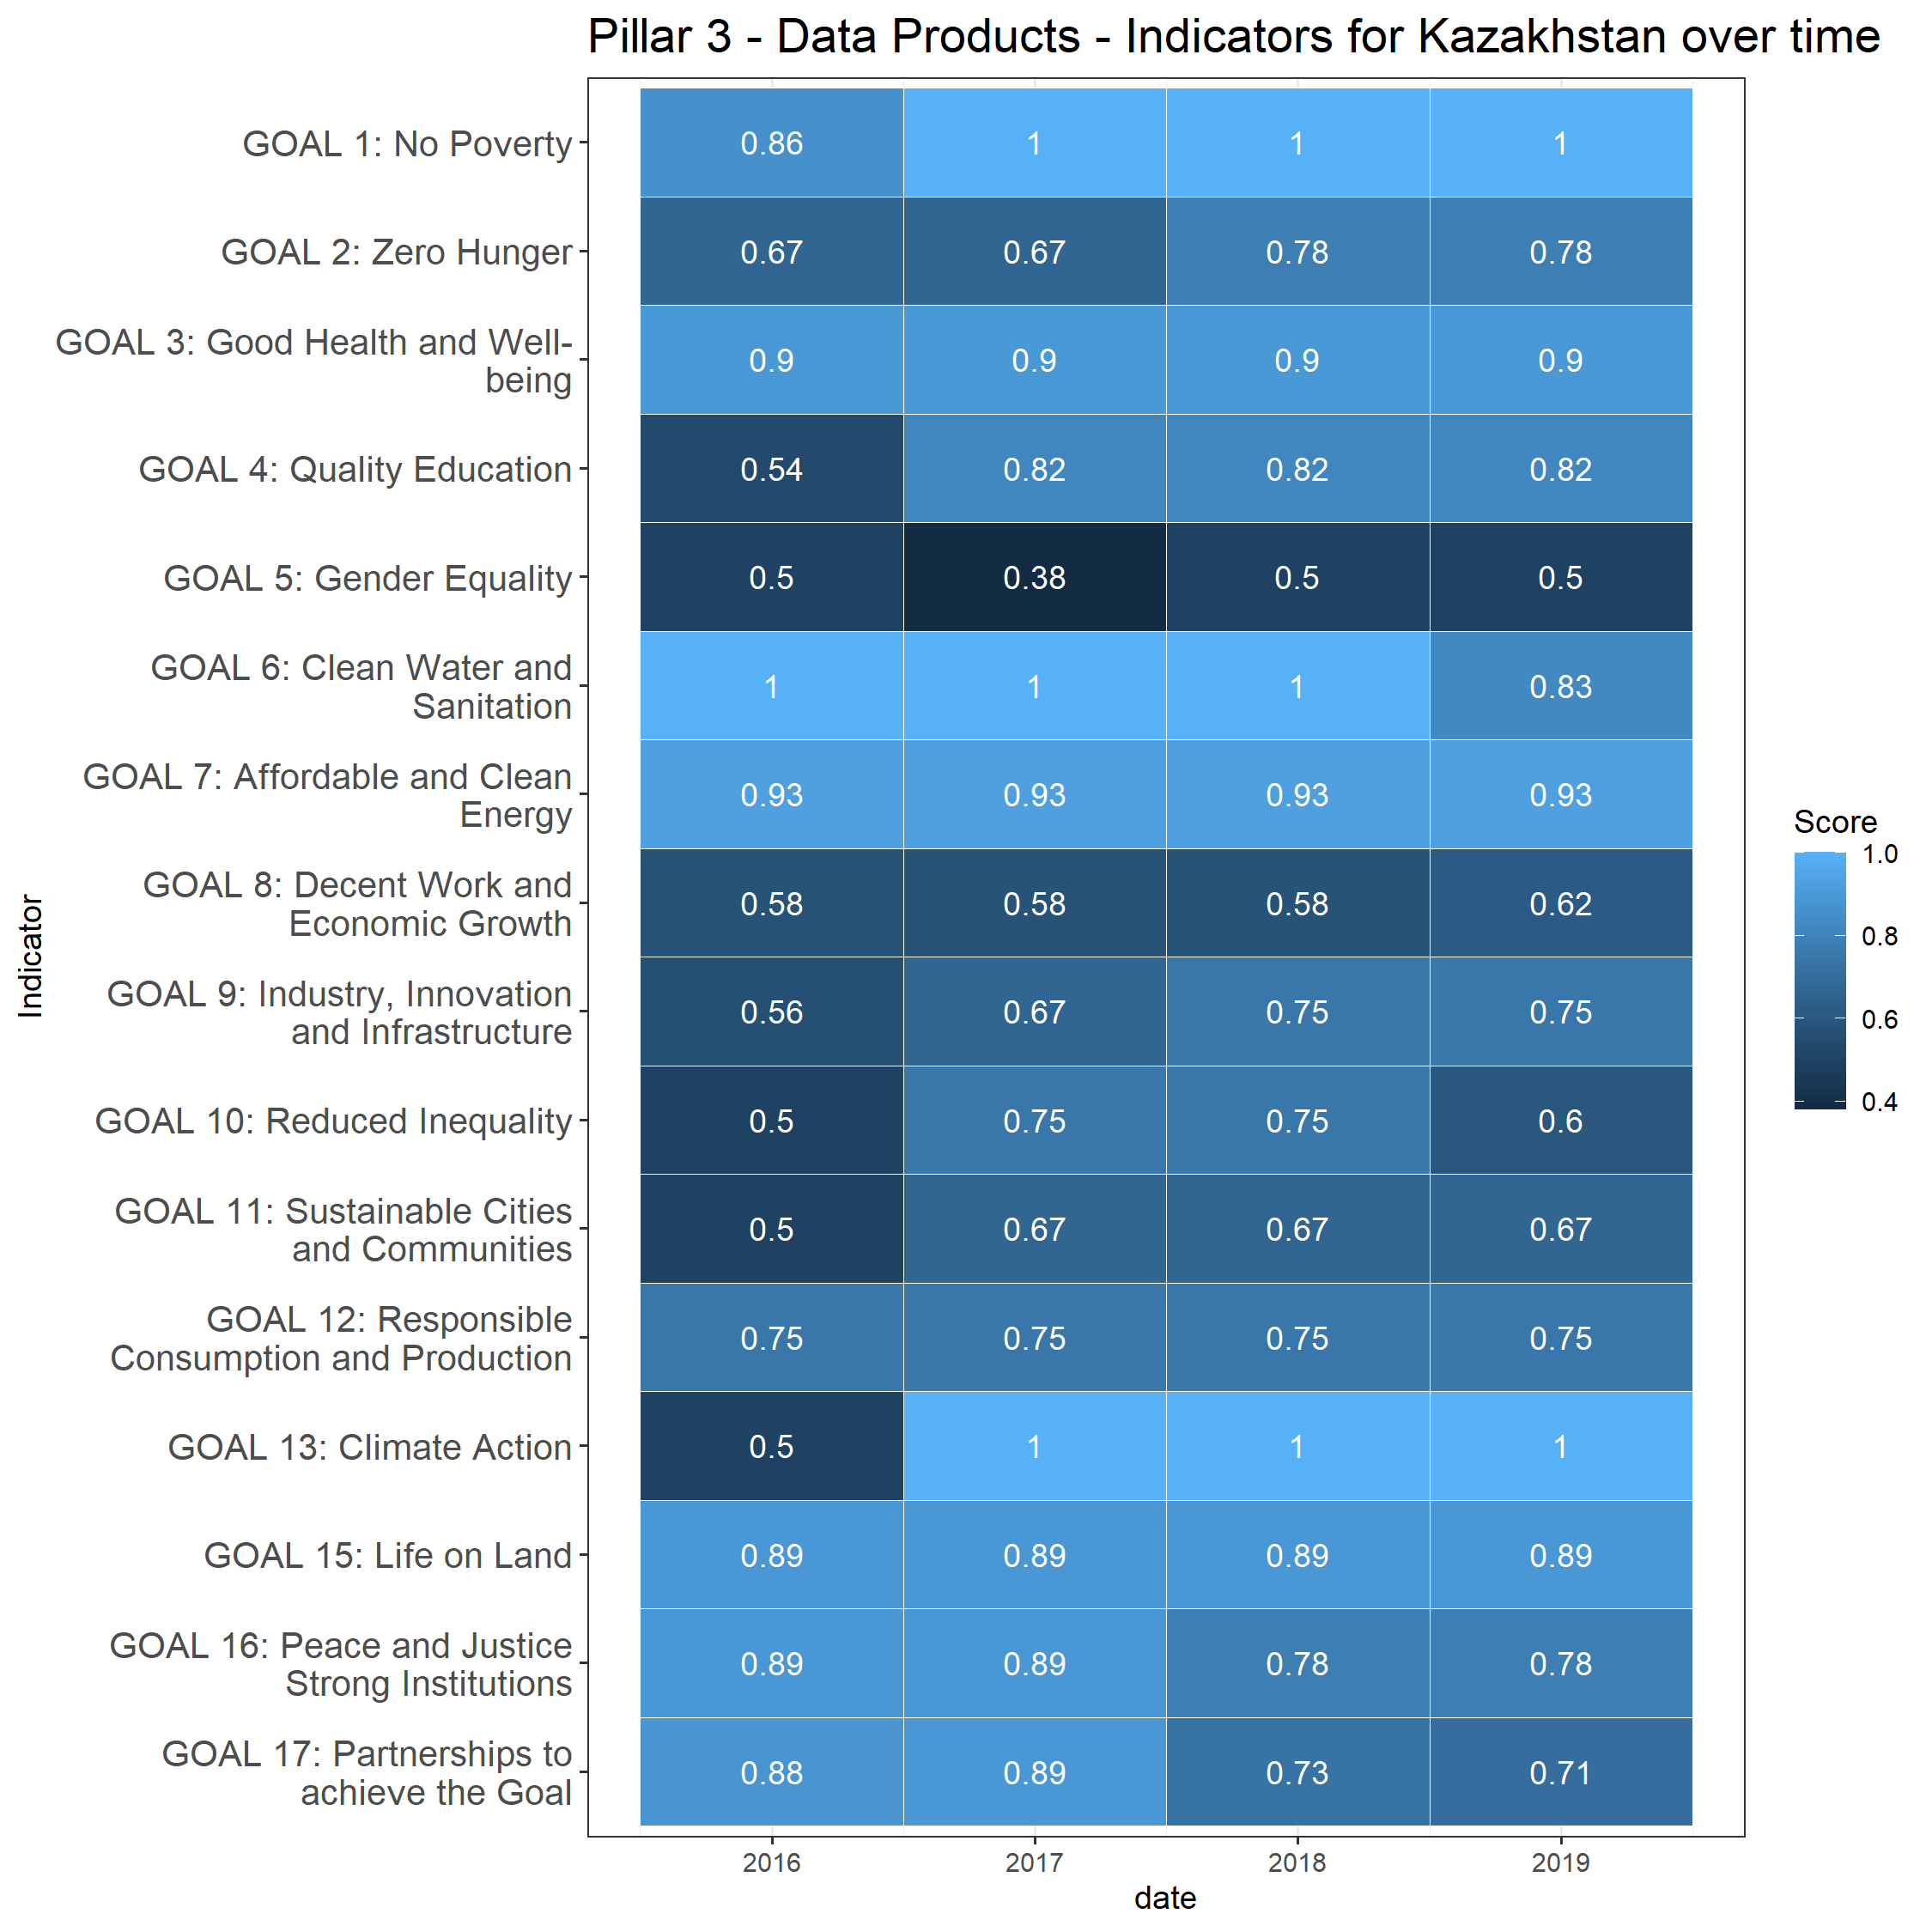 Pillar 3 - Data Products - Indicators for Kazakhstan over time
GOAL 1: No Poverty 0.86 1 1 1
GOAL 2: Zero Hunger 0.67 0.67 0.78 0.78
GOAL 3: Good Health and Well-
being 0.9 0.9 0.9 0.9
GOAL 4: Quality Education 0.54 0.82 0.82 0.82
GOAL 5: Gender Equality 0.5 0.38 0.5 0.5
GOAL 6: Clean Water and
Sanitation 1 1 1 0.83
GOAL 7: Affordable and Clean
Energy 0.93 0.93 0.93 0.93
GOAL 8: Decent Work and
Economic Growth 0.58 0.58 0.58 0.62
GOAL 9: Industry, Innovation
and Infrastructure 0.56 0.67 0.75 0.75
GOAL 10: Reduced Inequality 0.5 0.75 0.75 0.6
GOAL 11: Sustainable Cities
and Communities 0.5 0.67 0.67 0.67
GOAL 12: Responsible
Consumption and Production 0.75 0.75 0.75 0.75
GOAL 13: Climate Action 0.5 1 1 1
GOAL 15: Life on Land 0.89 0.89 0.89 0.89
GOAL 16: Peace and Justice
Strong Institutions 0.89 0.89 0.78 0.78
GOAL 17: Partnerships to
achieve the Goal 0.88 0.89 0.73 0.71
2016 2017 2018 2019
date
Indicator
Score
1.0
0.8
0.6
0.4